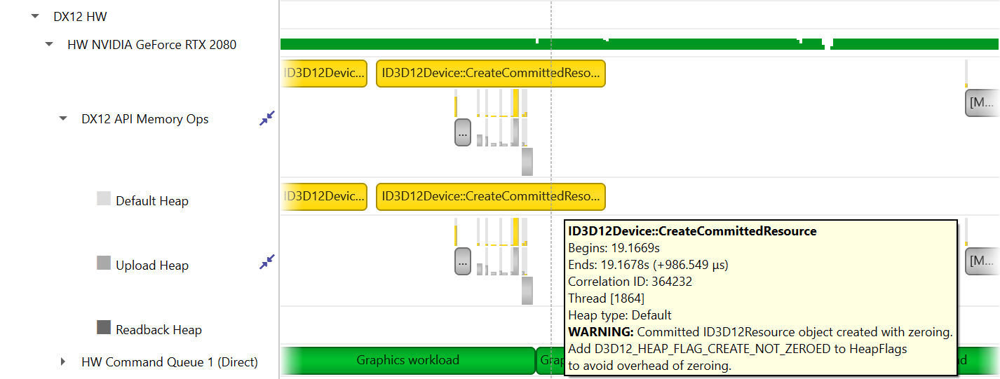 DX12 HW
HW NVIDIA GeForce RTX 2080
ID3D12Devic...
ID3D12Device::CreateCommittedReso...
DX12 API Memory Ops
[M...
...
Default Heap
ID3D12Devic...
ID3D12Device::CreateCommittedReso...
Upload Heap
...
[M...
ID3D12Device::CreateCommittedResource
Begins: 19.1669s
Ends: 19.1678s (+986.549 μs)
Correlation ID: 364232
Thread [1864]
Heap type: Default
WARNING: Committed ID3D12Resource object created with zeroing.
Add D3D12_HEAP_FLAG_CREATE_NOT_ZEROED to HeapFlags
to avoid overhead of zeroing.
Readback Heap
HW Command Queue 1 (Direct)
Graphics workload